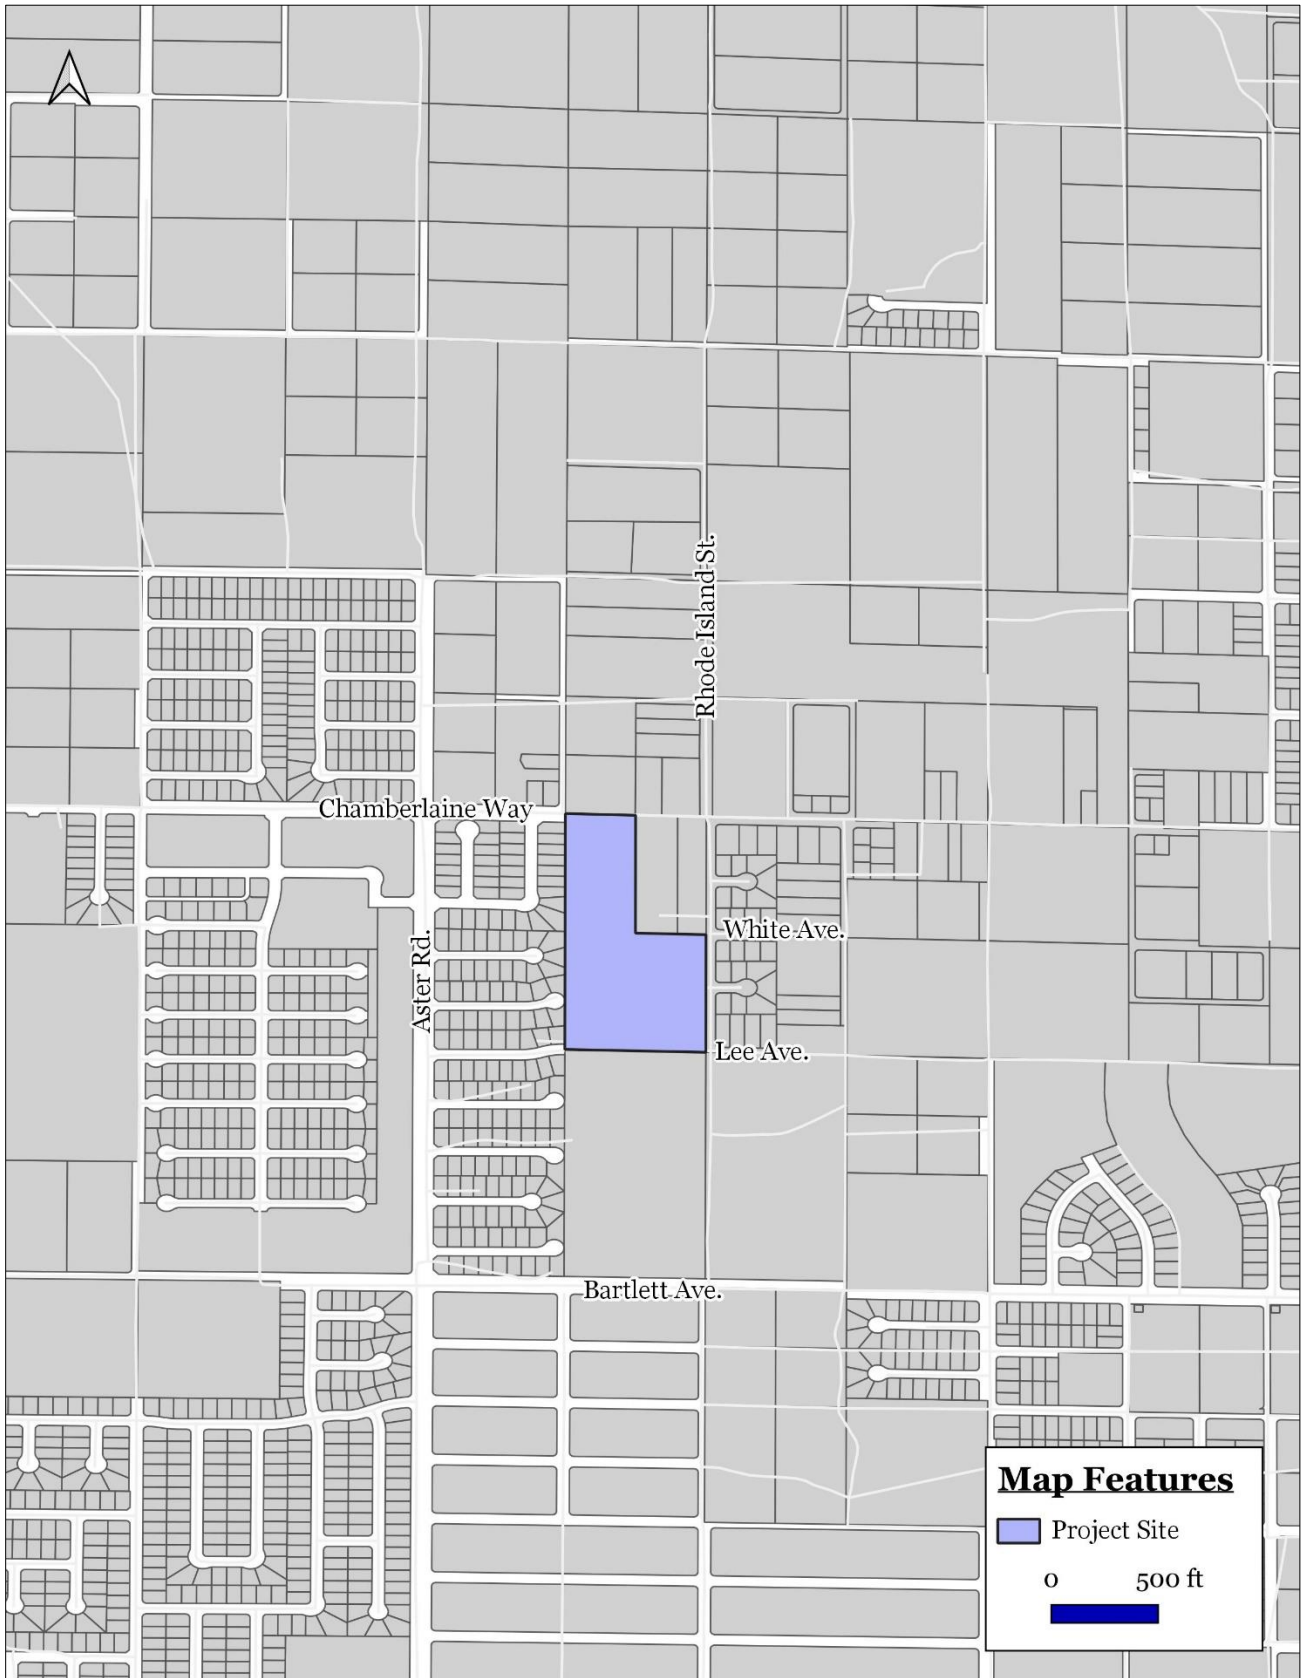 Rhode Island St.
Chamberlaine Way
White Ave.
Aster Rd.
Lee Ave.
Bartlett Ave.
Map Features
Project Site
0 500 ft